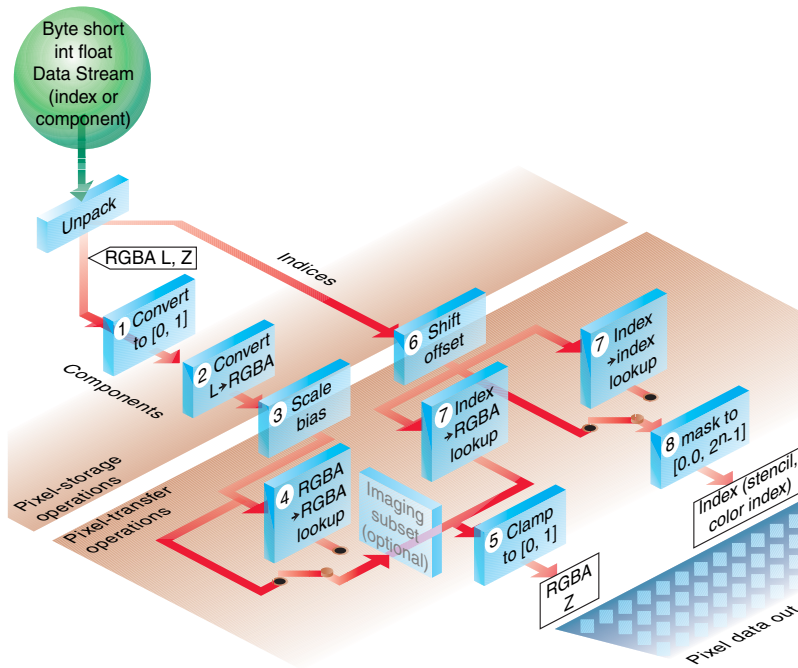 Byte short
int float
Data Stream
(index or
component)
Unpack
RGBA L, Z
Indices
Components
1 Convert
to [0, 1]
2 Convert
L→RGBA
3 Scale
bias
6 Shift
offset
7 Index
→index
lookup
7 Index
→RGBA
lookup
8 mask to
[0.0, 2ⁿ-1]
Index (stencil,
color index)
Pixel-storage
operations
Pixel-transfer
operations
4 RGBA
→RGBA
lookup
Imaging
subset
(optional)
5 Clamp
to [0, 1]
RGBA
Z
Pixel data out